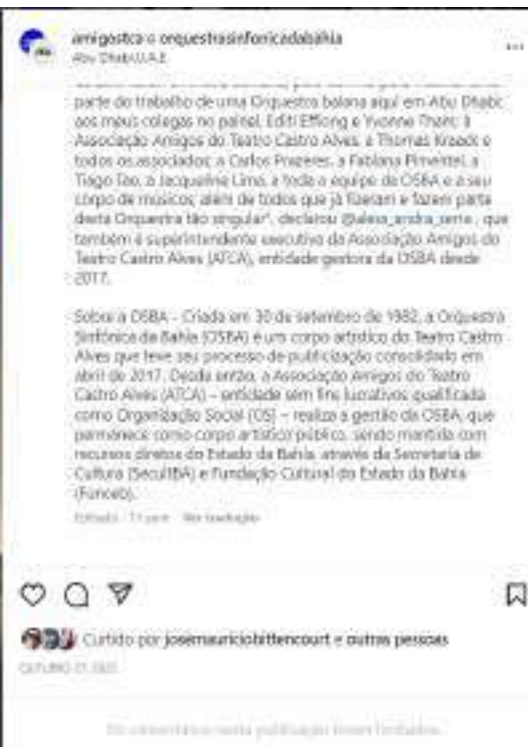 amigostca e orquestrasinfonicadabahia
Abu Dhabi,U.A.E
parte do trabalho de uma Orquestra baiana aqui em Abu Dhabi;
aos meus colegas no painel, Editi Effiong e Yvonne Tham; à
Associação Amigos do Teatro Castro Alves, a Thomas Kraack e
todos os associados; a Carlos Prazeres, a Fabiana Pimentel, a
Tiago Tao, a Jacqueline Lima, a toda a equipe da OSBA e a seu
corpo de músicos, além de todos que já fizeram e fazem parte
desta Orquestra tão singular", declarou que
também é superintendente executiva da Associação Amigos do
Teatro Castro Alves (ATCA), entidade gestora da OSBA desde
2017.
Sobre a OSBA - Criada em 30 de setembro de 1982, a Orquestra
Sinfônica da Bahia (OSBA) é um corpo artístico do Teatro Castro
Alves que teve seu processo de publicização consolidado em
abril de 2017. Desde então, a Associação Amigos do Teatro
Castro Alves (ATCA) – entidade sem fins lucrativos qualificada
como Organização Social (OS) – realiza a gestão da OSBA, que
permanece como corpo artístico público, sendo mantida com
recursos diretos do Estado da Bahia, através da Secretaria de
Cultura (SecultBA) e Fundação Cultural do Estado da Bahia
(Funceb).
Editado Ver tradução
Curtido por josemauriciobittencourt e outras pessoas
OUTUBRO
Os comentários nesta publicação foram limitados.